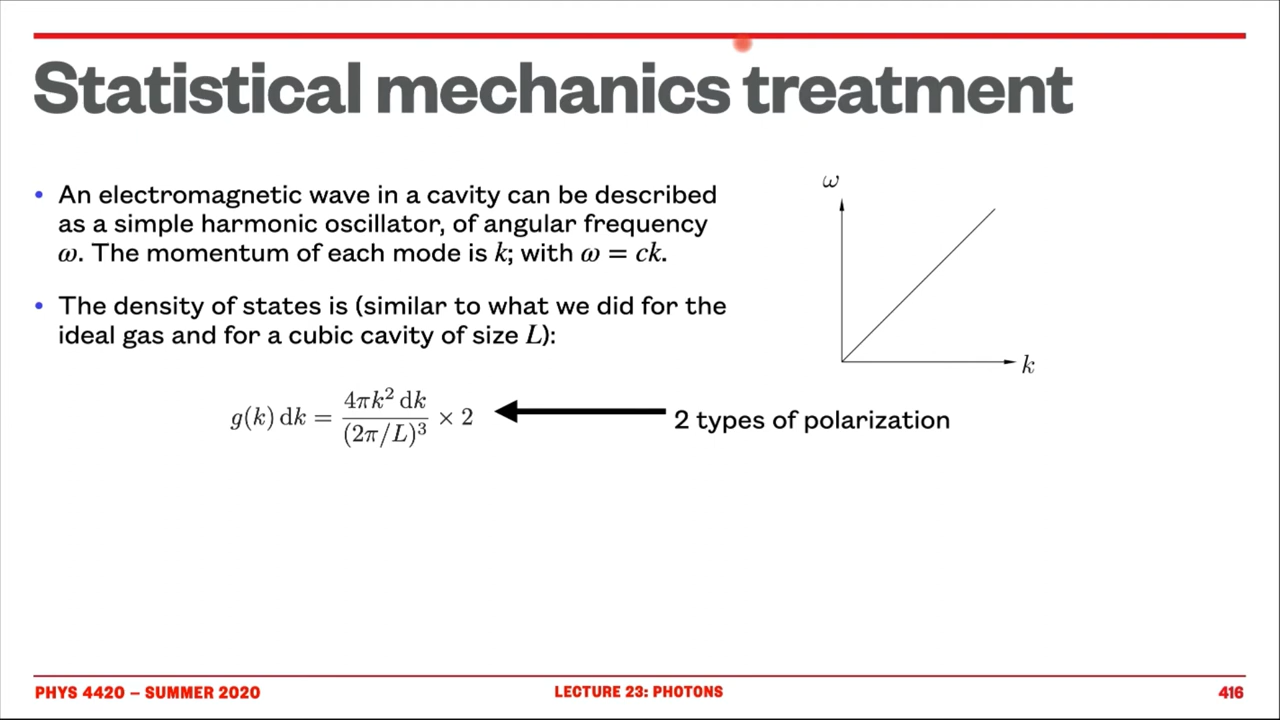 Statistical mechanics treatment
• An electromagnetic wave in a cavity can be described
as a simple harmonic oscillator, of angular frequency
ω. The momentum of each mode is k; with ω = ck.
• The density of states is (similar to what we did for the
ideal gas and for a cubic cavity of size L):
g(k) dk = 4πk² dk / (2π/L)³ × 2
2 types of polarization
ω
k
PHYS 4420 – SUMMER 2020
LECTURE 23: PHOTONS
416